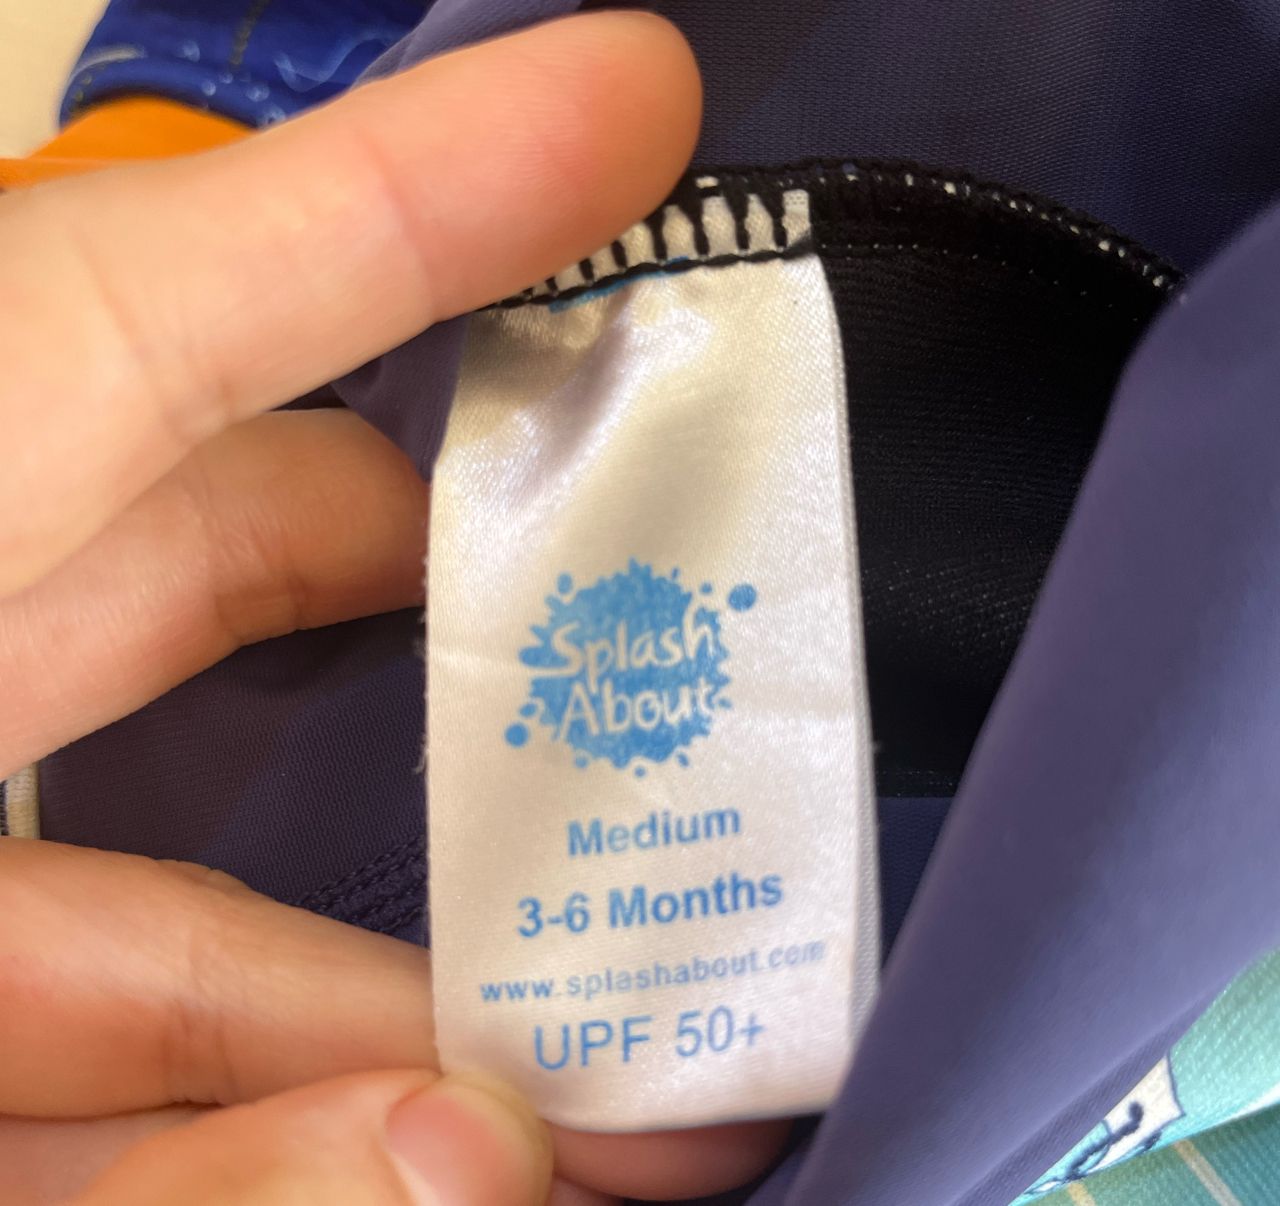 Splash
About
Medium
3-6 Months
www.splashabout.com
UPF 50+